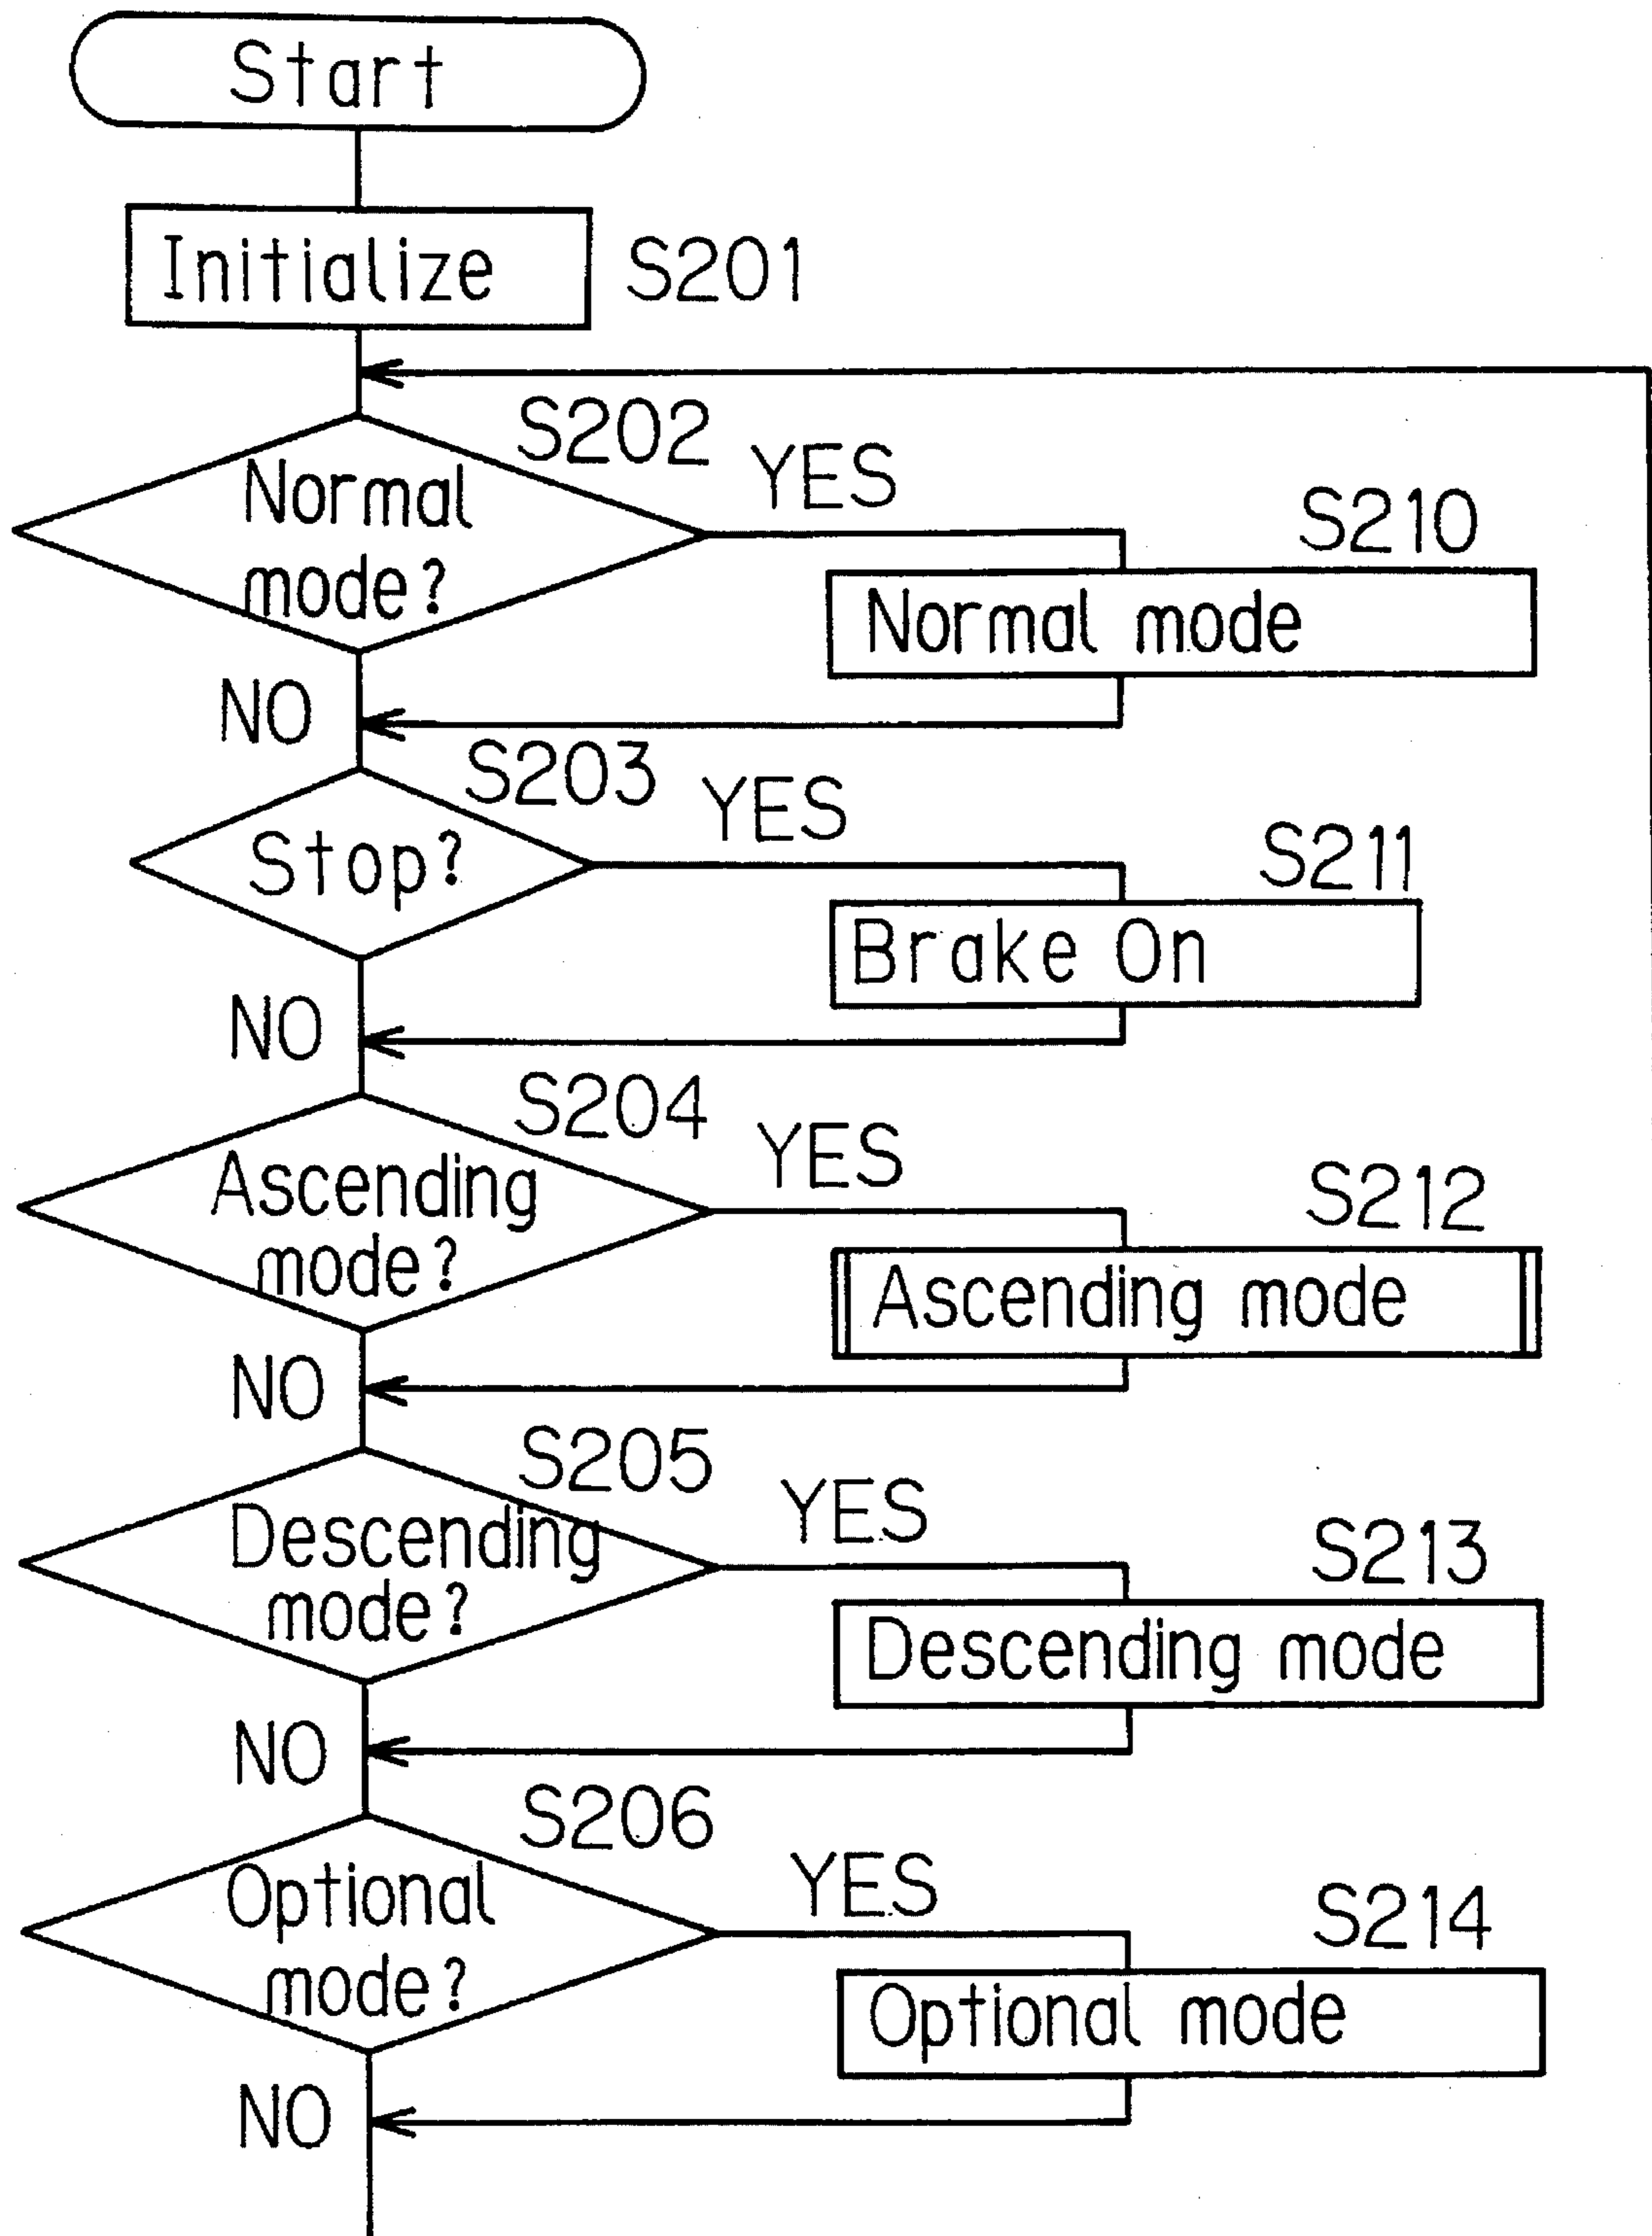 Start
Initialize
S201
S202
YES
Normal
mode?
S210
Normal mode
NO
S203
YES
Stop?
S211
Brake On
NO
S204
YES
Ascending
mode?
S212
Ascending mode
NO
S205
YES
Descending
mode?
S213
Descending mode
NO
S206
YES
Optional
mode?
S214
Optional mode
NO